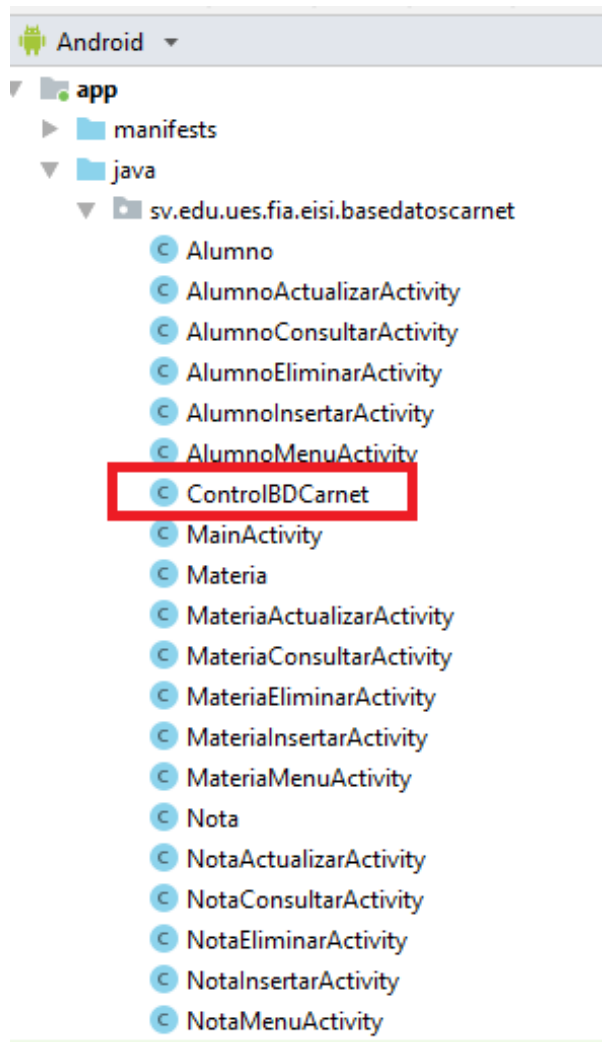 Android
app
manifests
java
sv.edu.ues.fia.eisi.basedatoscarnet
C Alumno
C AlumnoActualizarActivity
C AlumnoConsultarActivity
C AlumnoEliminarActivity
C AlumnoInsertarActivity
C AlumnoMenuActivity
C ControlBDCarnet
C MainActivity
C Materia
C MateriaActualizarActivity
C MateriaConsultarActivity
C MateriaEliminarActivity
C MateriaInsertarActivity
C MateriaMenuActivity
C Nota
C NotaActualizarActivity
C NotaConsultarActivity
C NotaEliminarActivity
C NotaInsertarActivity
C NotaMenuActivity